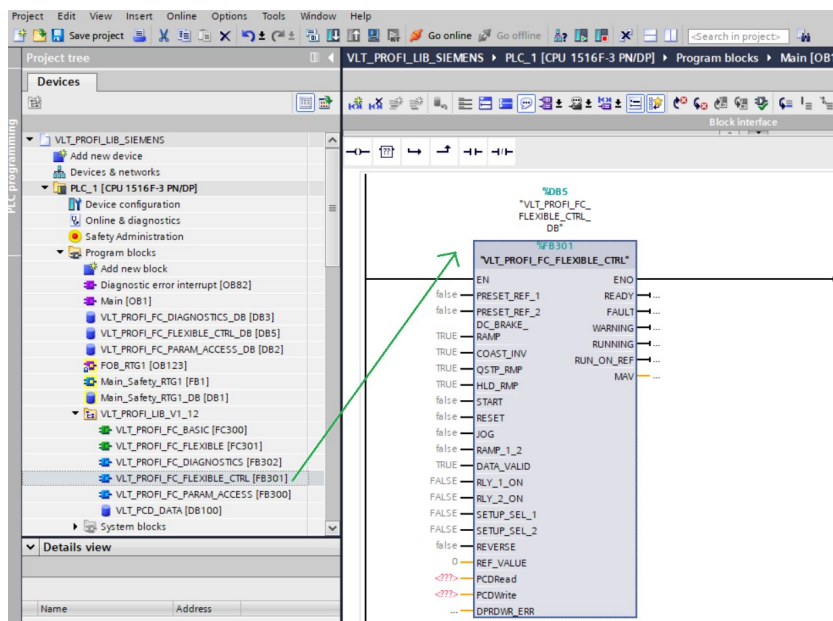 Project Edit View Insert Online Options Tools Window Help
Save project Go online Go offline <Search in project>
Project tree
VLT_PROFI_LIB_SIEMENS PLC_1 [CPU 1516F-3 PN/DP] Program blocks Main [OB1
Devices
Block interface
PLC programming
VLT_PROFI_LIB_SIEMENS
Add new device
Devices & networks
PLC_1 [CPU 1516F-3 PN/DP]
Device configuration
Online & diagnostics
Safety Administration
Program blocks
Add new block
Diagnostic error interrupt [OB82]
Main [OB1]
VLT_PROFI_FC_DIAGNOSTICS_DB [DB3]
VLT_PROFI_FC_FLEXIBLE_CTRL_DB [DB5]
VLT_PROFI_FC_PARAM_ACCESS_DB [DB2]
FOB_RTG1 [OB123]
Main_Safety_RTG1 [FB1]
Main_Safety_RTG1_DB [DB1]
VLT_PROFI_LIB_V1_12
VLT_PROFI_FC_BASIC [FC300]
VLT_PROFI_FC_FLEXIBLE [FC301]
VLT_PROFI_FC_DIAGNOSTICS [FB302]
VLT_PROFI_FC_FLEXIBLE_CTRL [FB301]
VLT_PROFI_FC_PARAM_ACCESS [FB300]
VLT_PCD_DATA [DB100]
System blocks
Details view
Name Address
??
%DB5
"VLT_PROFI_FC_
FLEXIBLE_CTRL_
DB"
%FB301
"VLT_PROFI_FC_FLEXIBLE_CTRL"
EN ENO
false PRESET_REF_1 READY ...
false PRESET_REF_2 FAULT ...
DC_BRAKE_ WARNING ...
TRUE RAMP RUNNING ...
TRUE COAST_INV RUN_ON_REF ...
TRUE QSTP_RMP MAV ...
TRUE HLD_RMP
false START
false RESET
false JOG
false RAMP_1_2
TRUE DATA_VALID
FALSE RLY_1_ON
FALSE RLY_2_ON
FALSE SETUP_SEL_1
FALSE SETUP_SEL_2
false REVERSE
0 REF_VALUE
<???> PCDRead
<???> PCDWrite
... DPRDWR_ERR